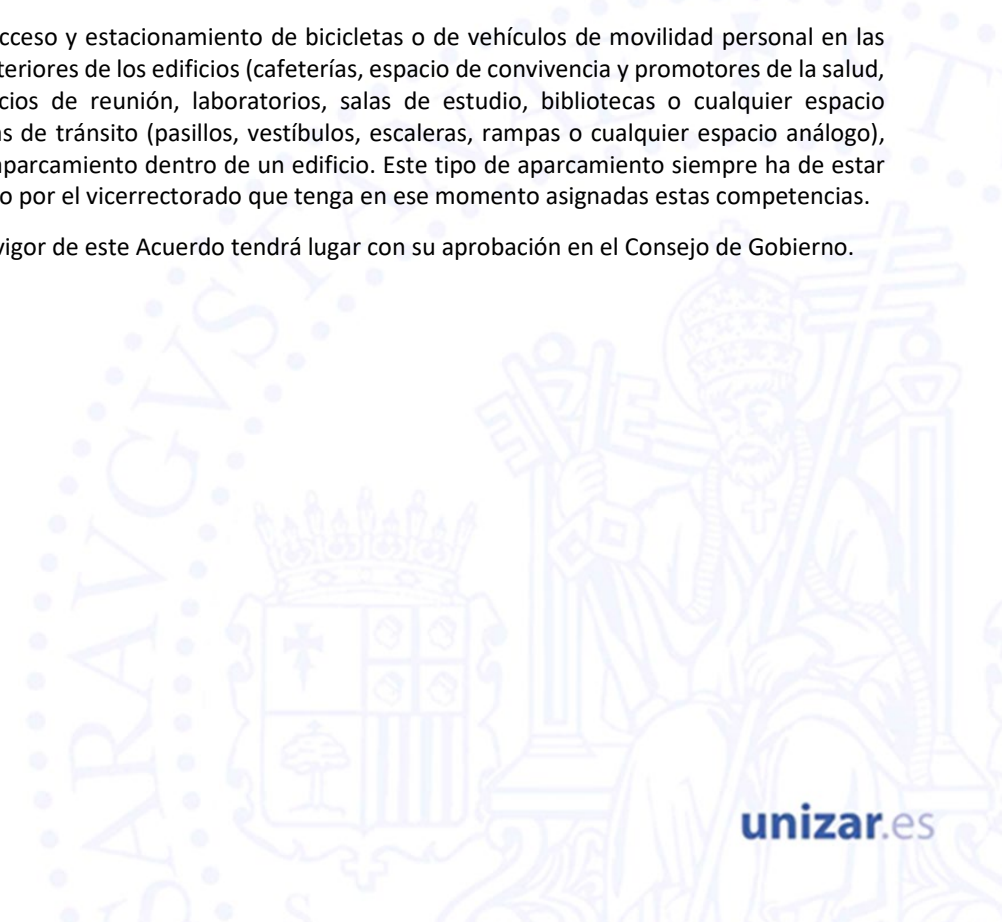 cceso y estacionamiento de bicicletas o de vehículos de movilidad personal en las
teriores de los edificios (cafeterías, espacio de convivencia y promotores de la salud,
cios de reunión, laboratorios, salas de estudio, bibliotecas o cualquier espacio
as de tránsito (pasillos, vestíbulos, escaleras, rampas o cualquier espacio análogo),
aparcamiento dentro de un edificio. Este tipo de aparcamiento siempre ha de estar
o por el vicerrectorado que tenga en ese momento asignadas estas competencias.
vigor de este Acuerdo tendrá lugar con su aprobación en el Consejo de Gobierno.
unizar.es